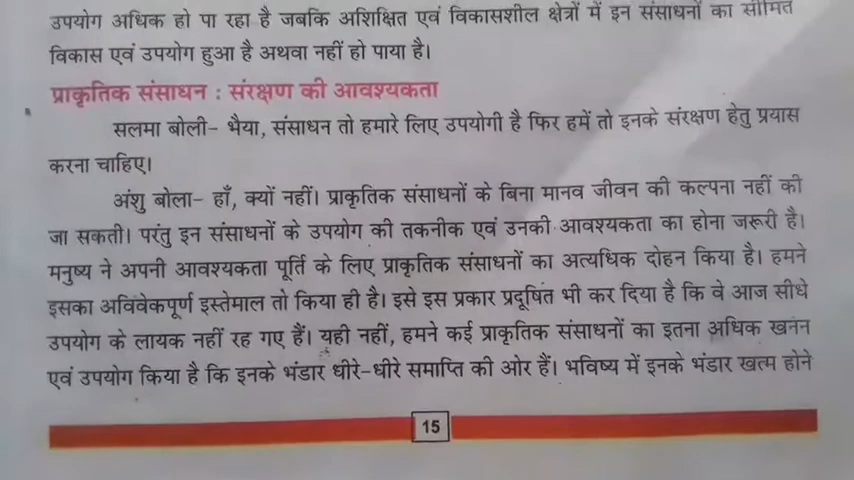 उपयोग अधिक हो पा रहा है जबकि अशिक्षित एवं विकासशील क्षेत्रों में इन संसाधनों का सीमित
विकास एवं उपयोग हुआ है अथवा नहीं हो पाया है।
प्राकृतिक संसाधन : संरक्षण की आवश्यकता
सलमा बोली- भैया, संसाधन तो हमारे लिए उपयोगी है फिर हमें तो इनके संरक्षण हेतु प्रयास
करना चाहिए।
अंशु बोला- हाँ, क्यों नहीं। प्राकृतिक संसाधनों के बिना मानव जीवन की कल्पना नहीं की
जा सकती। परंतु इन संसाधनों के उपयोग की तकनीक एवं उनकी आवश्यकता का होना जरूरी है।
मनुष्य ने अपनी आवश्यकता पूर्ति के लिए प्राकृतिक संसाधनों का अत्यधिक दोहन किया है। हमने
इसका अविवेकपूर्ण इस्तेमाल तो किया ही है। इसे इस प्रकार प्रदूषित भी कर दिया है कि वे आज सीधे
उपयोग के लायक नहीं रह गए हैं। यही नहीं, हमने कई प्राकृतिक संसाधनों का इतना अधिक खनन
एवं उपयोग किया है कि इनके भंडार धीरे-धीरे समाप्ति की ओर हैं। भविष्य में इनके भंडार खत्म होने
15